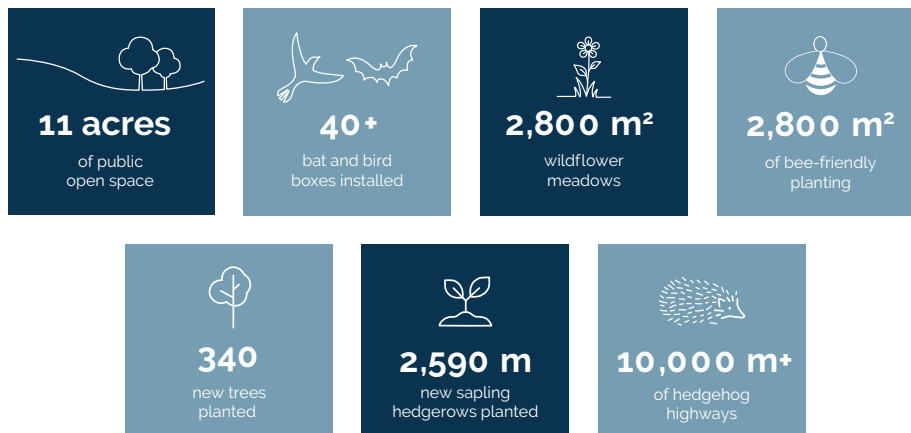 11 acres
of public
open space
40+
bat and bird
boxes installed
2,800 m²
wildflower
meadows
2,800 m²
of bee-friendly
planting
340
new trees
planted
2,590 m
new sapling
hedgerows planted
10,000 m+
of hedgehog
highways